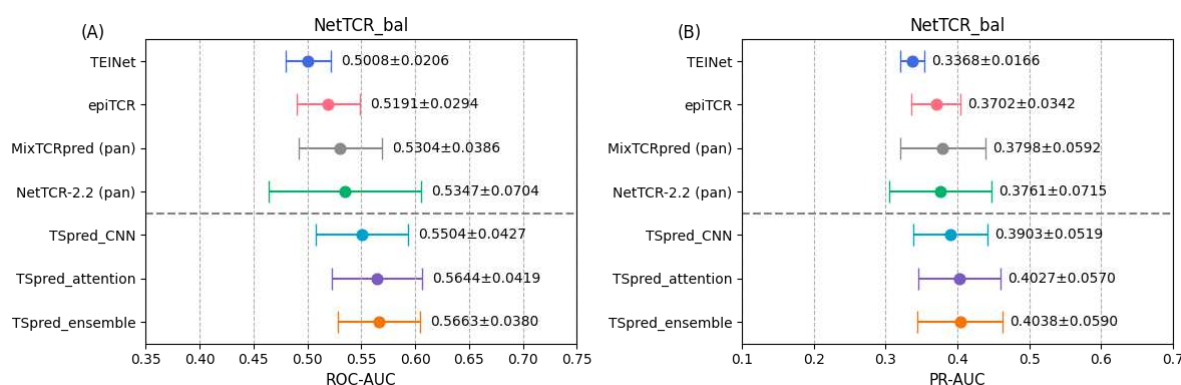 (A)
NetTCR_bal
TEINet
0.5008±0.0206
epiTCR
0.5191±0.0294
MixTCRpred (pan)
0.5304±0.0386
NetTCR-2.2 (pan)
0.5347±0.0704
TSpred_CNN
0.5504±0.0427
TSpred_attention
0.5644±0.0419
TSpred_ensemble
0.5663±0.0380
0.35 0.40 0.45 0.50 0.55 0.60 0.65 0.70 0.75
ROC-AUC
(B)
NetTCR_bal
TEINet
0.3368±0.0166
epiTCR
0.3702±0.0342
MixTCRpred (pan)
0.3798±0.0592
NetTCR-2.2 (pan)
0.3761±0.0715
TSpred_CNN
0.3903±0.0519
TSpred_attention
0.4027±0.0570
TSpred_ensemble
0.4038±0.0590
0.1 0.2 0.3 0.4 0.5 0.6 0.7
PR-AUC